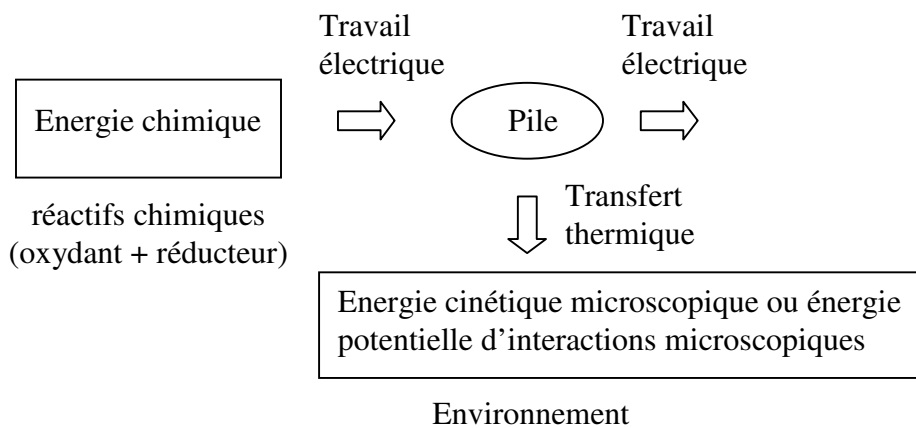 Travail
électrique
Travail
électrique
Energie chimique
Pile
réactifs chimiques
(oxydant + réducteur)
Transfert
thermique
Energie cinétique microscopique ou énergie
potentielle d’interactions microscopiques
Environnement